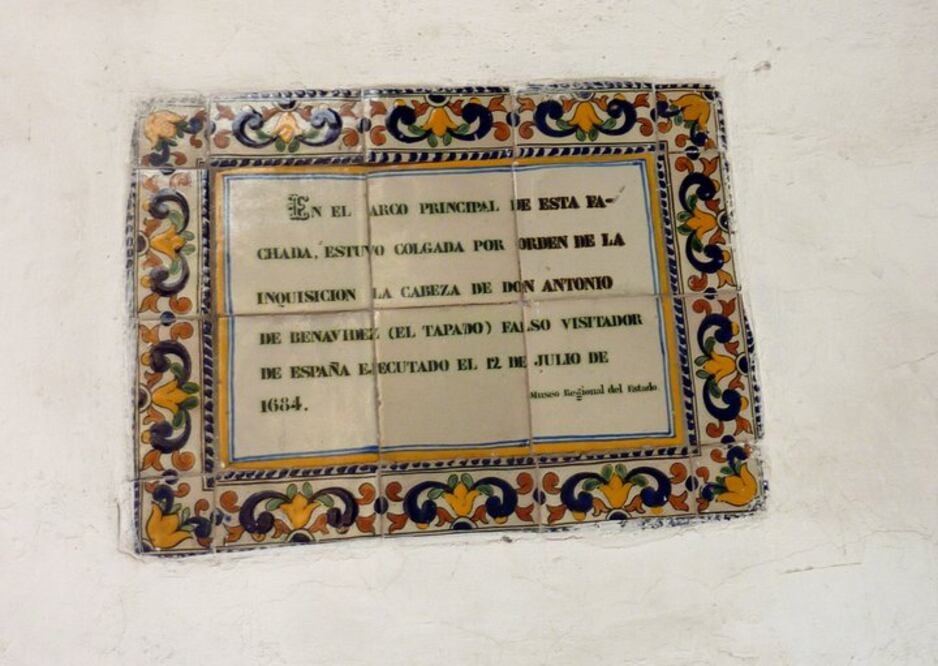 EN EL ARCO PRINCIPAL DE ESTA FA-
CHADA, ESTUVO COLGADA POR ORDEN DE LA
INQUISICION LA CABEZA DE DON ANTONIO
DE BENAVIDEZ (EL TAPADO) FALSO VISITADOR
DE ESPAÑA EJECUTADO EL 12 DE JULIO DE
1684.
Museo Regional del Estado